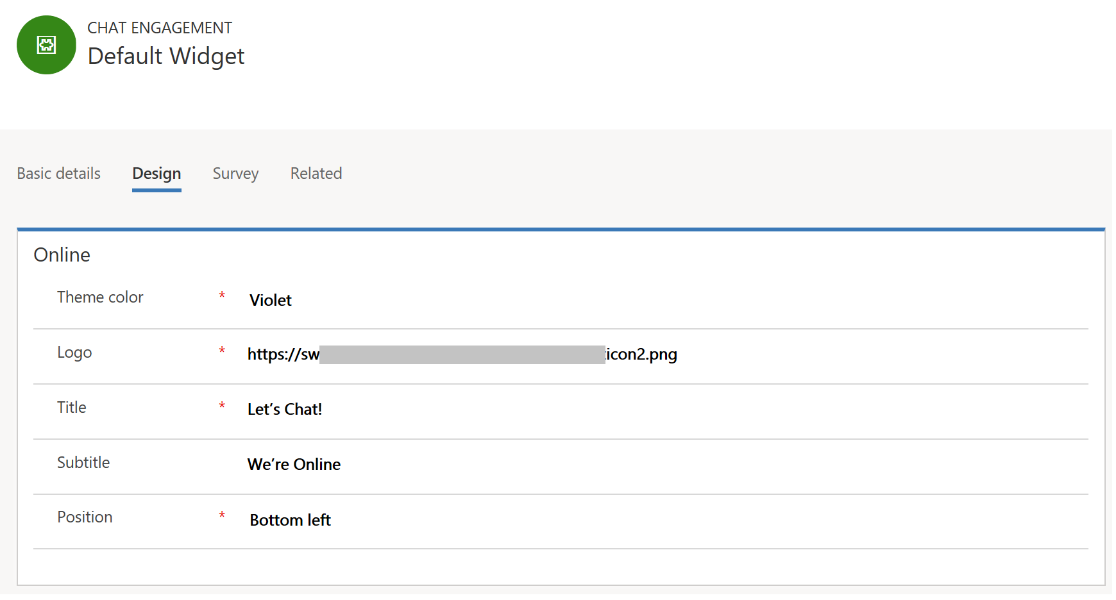 CHAT ENGAGEMENT
Default Widget
Basic details Design Survey Related
Online
Theme color * Violet
Logo * https://sw icon2.png
Title * Let's Chat!
Subtitle We're Online
Position * Bottom left